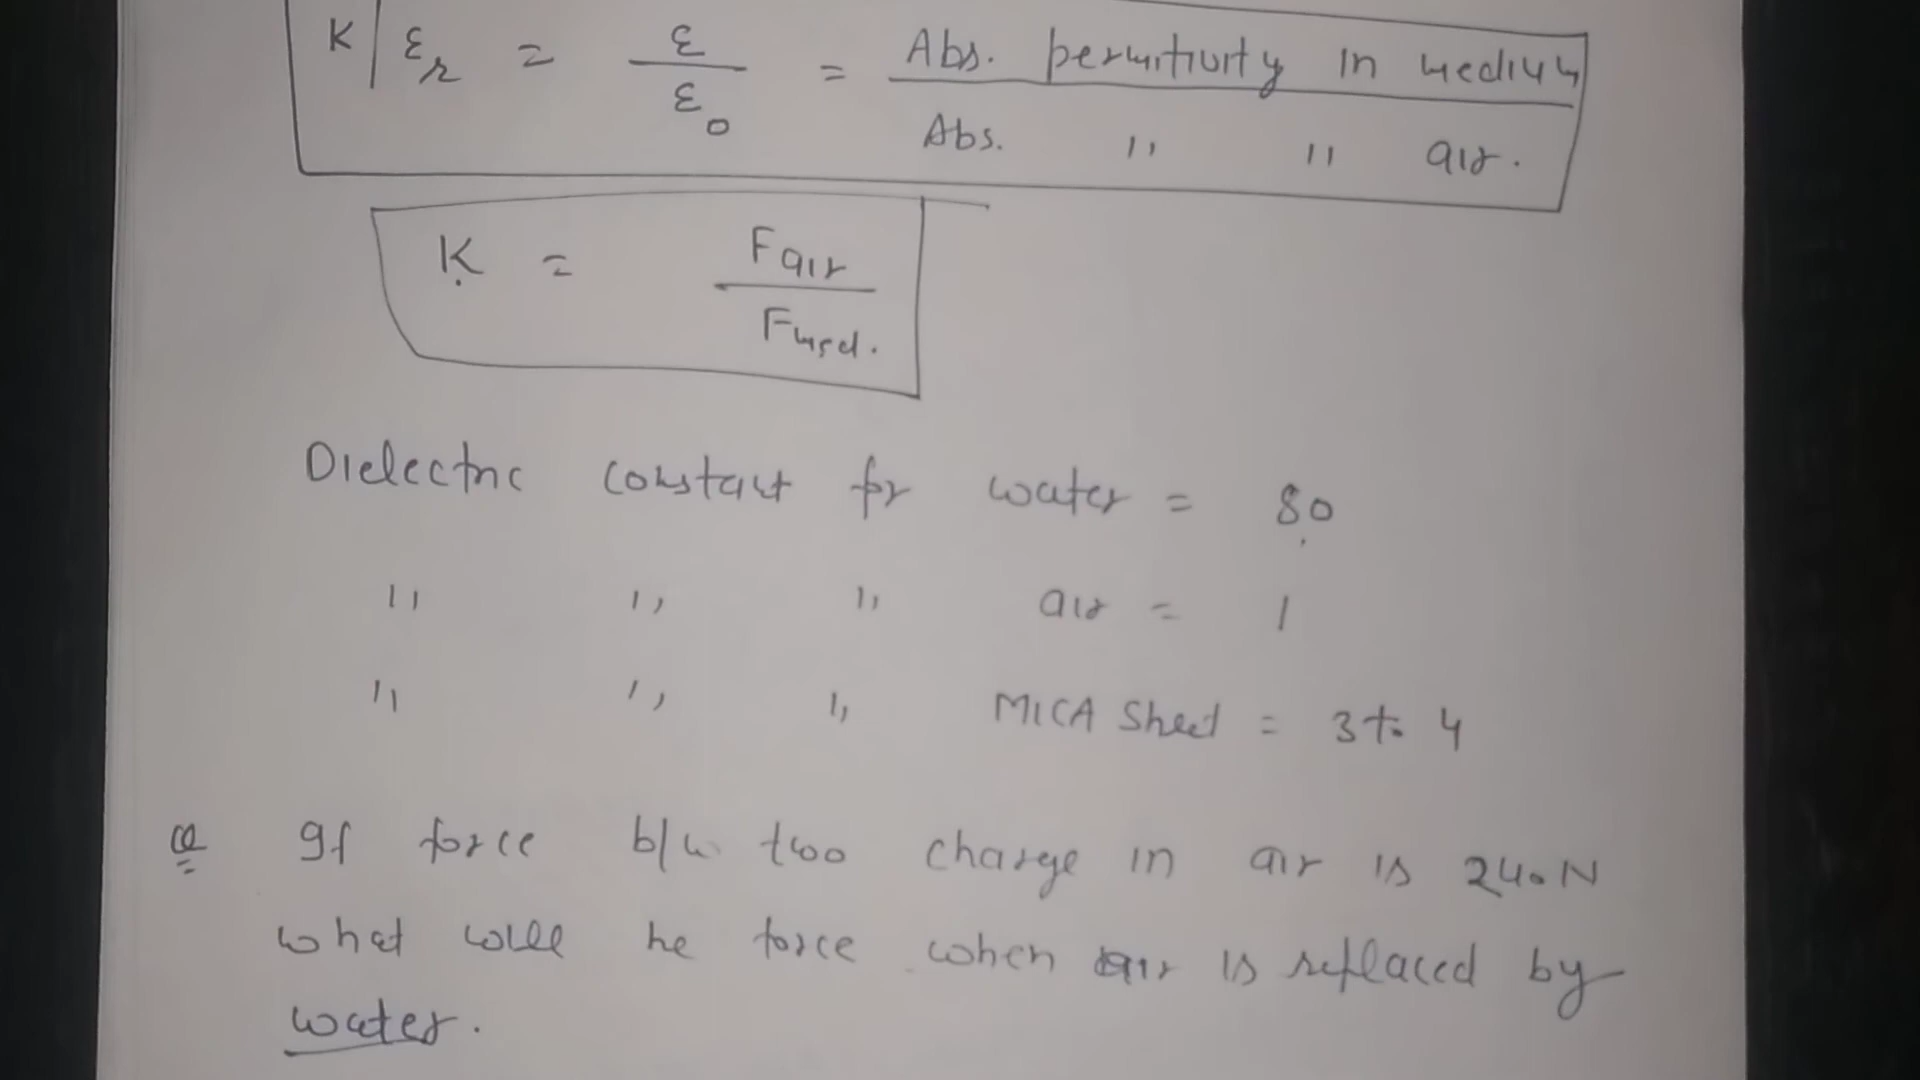 K | εr = ε / ε0 = Abs. permitivity in medium / Abs. '' '' air.
K = Fair / Fmed.
Dielectric constant for water = 80
'' '' '' air = 1
'' '' '' MICA Sheet = 3 to 4
Q If force b/w two charge in air is 240N
what will be force when air is replaced by
water.